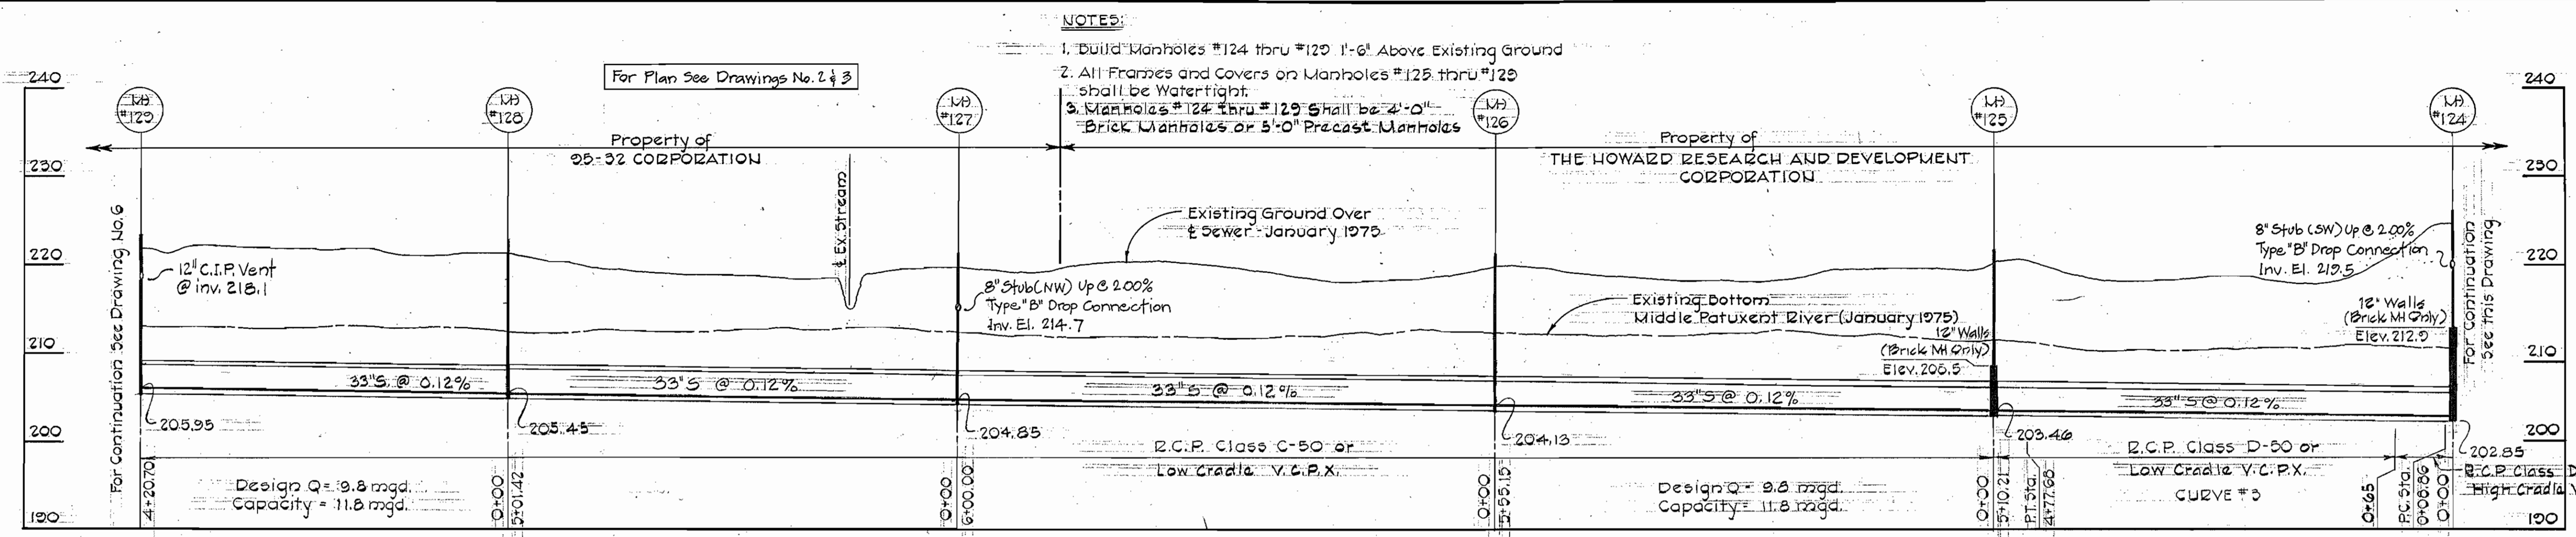 NOTES:
1. Build Manholes #124 thru #129 1'-6" Above Existing Ground
2. All Frames and Covers on Manholes #125 thru #129
shall be Watertight.
3. Manholes #124 thru #129 Shall be 4'-0"
Brick Manholes or 5'-0" Precast Manholes
For Plan See Drawings No. 2 & 3
240
230
220
210
200
190
MH
#129
MH
#128
MH
#127
MH
#126
MH
#125
MH
#124
240
230
220
210
200
190
Property of
95-32 CORPORATION
Property of
THE HOWARD RESEARCH AND DEVELOPMENT
CORPORATION
For Continuation See Drawing No. 6
12" C.I.P. Vent
@ inv. 218.1
℄ Ex. Stream
8" Stub (NW) Up @ 2.00%
Type "B" Drop Connection
Inv. El. 214.7
Existing Ground Over
℄ Sewer - January 1975
Existing Bottom
Middle Patuxent River (January 1975)
12" Walls
(Brick MH Only)
Elev. 208.5
8" Stub (SW) Up @ 2.00%
Type "B" Drop Connection
Inv. El. 219.5
12" Walls
(Brick MH Only)
Elev. 212.9
For Continuation
See this Drawing
33" S. @ 0.12%
33" S @ 0.12%
33" S @ 0.12%
33" S @ 0.12%
33" S @ 0.12%
205.95
205.45
204.85
204.13
203.46
202.85
R.C.P. Class C-50 or
Low Cradle V.C.P.X.
R.C.P. Class D-50 or
Low Cradle V.C.P.X.
CURVE #3
R.C.P. Class D
High Cradle V
Design Q = 9.8 mgd.
Capacity = 11.8 mgd.
Design Q = 9.8 mgd.
Capacity = 11.8 mgd.
4+20.70
0+00
5+01.42
0+00
6+00.00
0+00
5+55.15
0+00
5+10.21
P.T. Sta.
4+77.68
0+65
P.C. Sta.
0+08.86
0+00